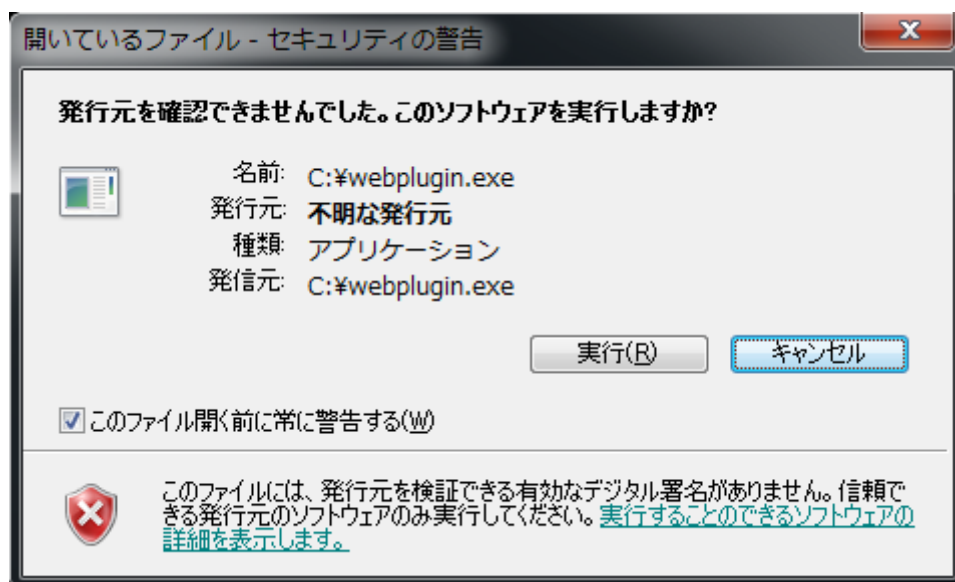 開いているファイル - セキュリティの警告
発行元を確認できませんでした。このソフトウェアを実行しますか?
名前: C:¥webplugin.exe
発行元: 不明な発行元
種類: アプリケーション
発信元: C:¥webplugin.exe
実行(R) キャンセル
このファイル開く前に常に警告する(W)
このファイルには、発行元を検証できる有効なデジタル署名がありません。信頼で
きる発行元のソフトウェアのみ実行してください。実行することのできるソフトウェアの
詳細を表示します。